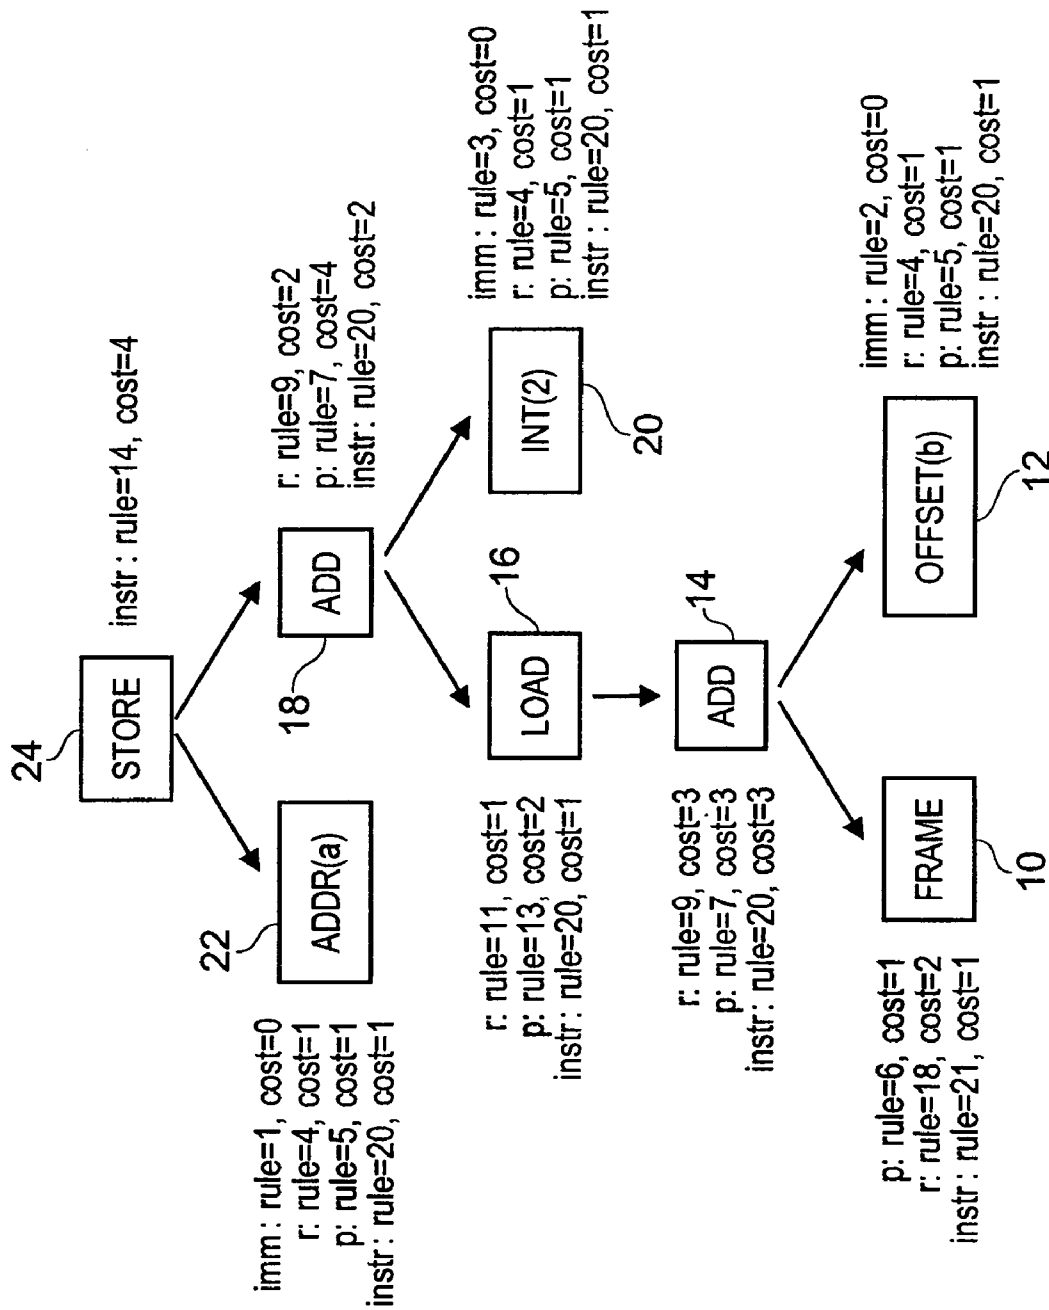 24
STORE
instr : rule=14, cost=4
imm : rule=1, cost=0
r: rule=4, cost=1
p: rule=5, cost=1
instr: rule=20, cost=1
22
ADDR(a)
18
ADD
r: rule=9, cost=2
p: rule=7, cost=4
instr: rule=20, cost=2
r: rule=11, cost=1
p: rule=13, cost=2
instr: rule=20, cost=1
LOAD
16
INT(2)
20
imm : rule=3, cost=0
r: rule=4, cost=1
p: rule=5, cost=1
instr : rule=20, cost=1
r: rule=9, cost=3
p: rule=7, cost=3
instr: rule=20, cost=3
ADD
14
p: rule=6, cost=1
r: rule=18, cost=2
instr : rule=21, cost=1
FRAME
10
OFFSET(b)
12
imm : rule=2, cost=0
r: rule=4, cost=1
p: rule=5, cost=1
instr : rule=20, cost=1